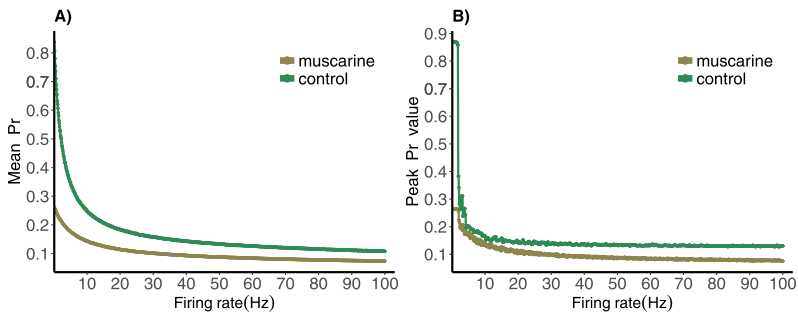 A)
Mean Pr
0.8
0.7
0.6
0.5
0.4
0.3
0.2
0.1
muscarine
control
10 20 30 40 50 60 70 80 90 100
Firing rate(Hz)
B)
Peak Pr value
0.9
0.8
0.7
0.6
0.5
0.4
0.3
0.2
0.1
muscarine
control
10 20 30 40 50 60 70 80 90 100
Firing rate(Hz)